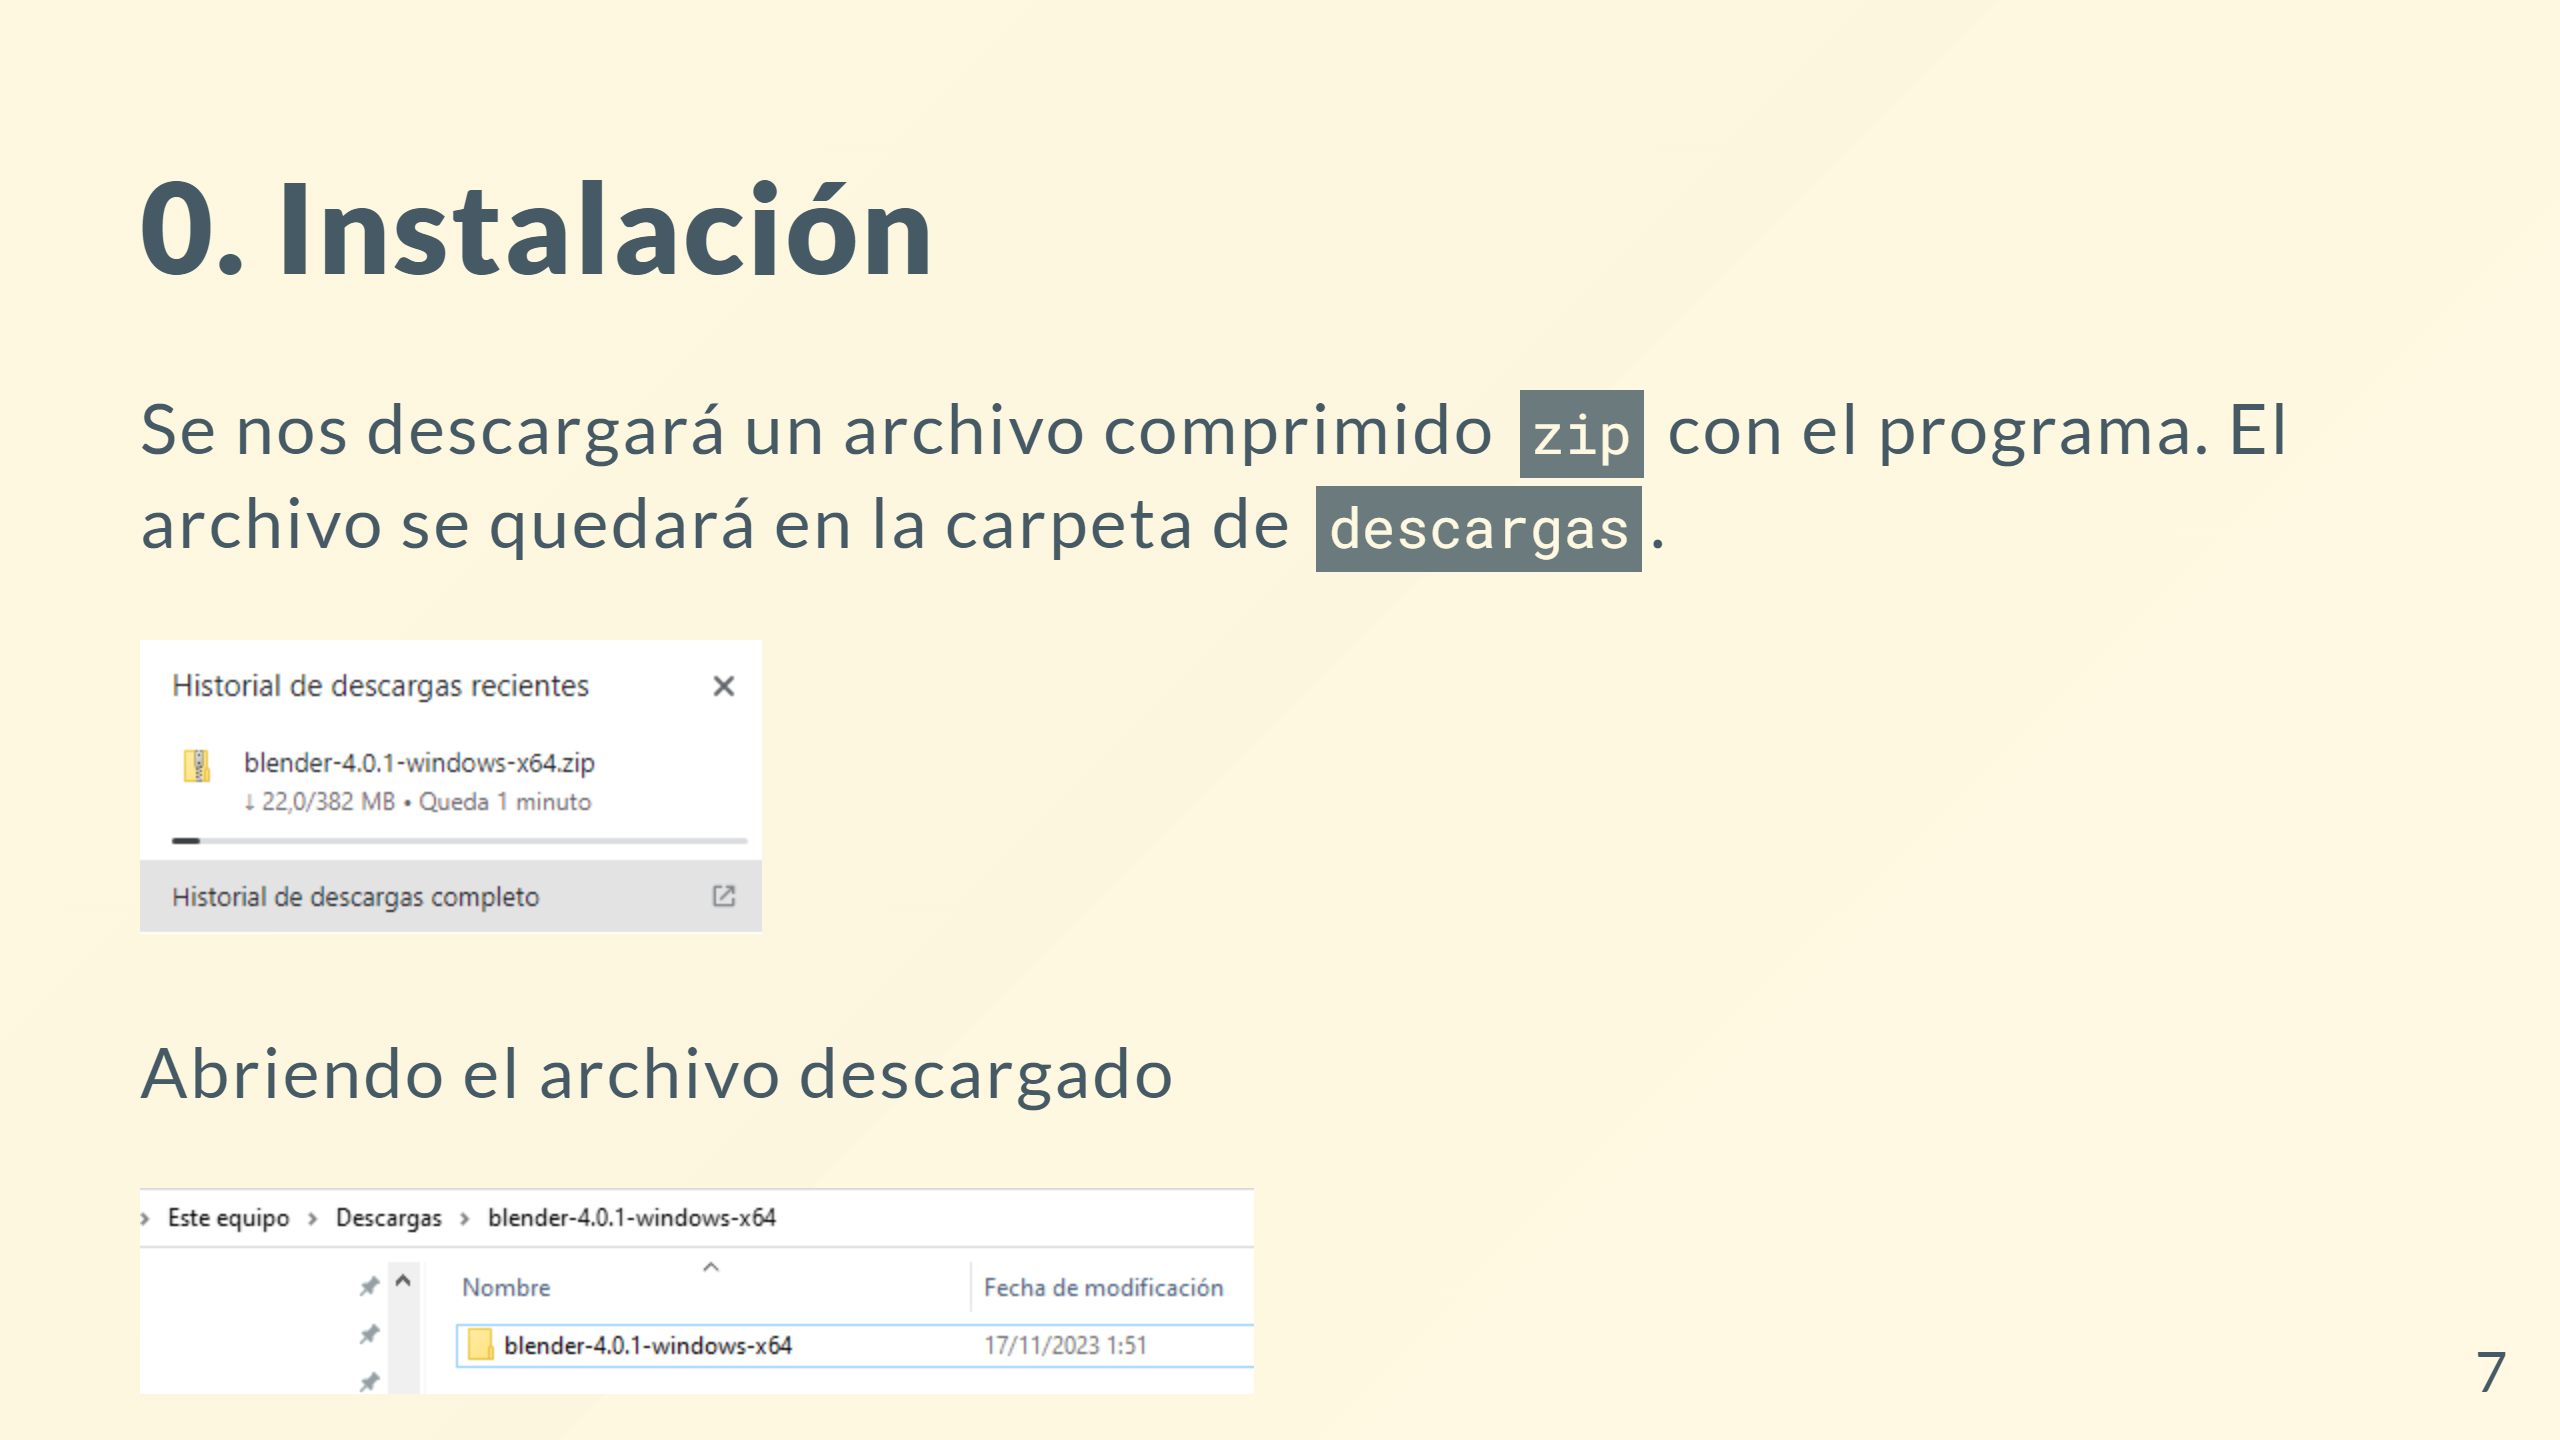 0. Instalación
Se nos descargará un archivo comprimido zip con el programa. El
archivo se quedará en la carpeta de descargas.
Historial de descargas recientes
blender-4.0.1-windows-x64.zip
↓ 22,0/382 MB • Queda 1 minuto
Historial de descargas completo
Abriendo el archivo descargado
› Este equipo › Descargas › blender-4.0.1-windows-x64
Nombre Fecha de modificación
blender-4.0.1-windows-x64 17/11/2023 1:51
7